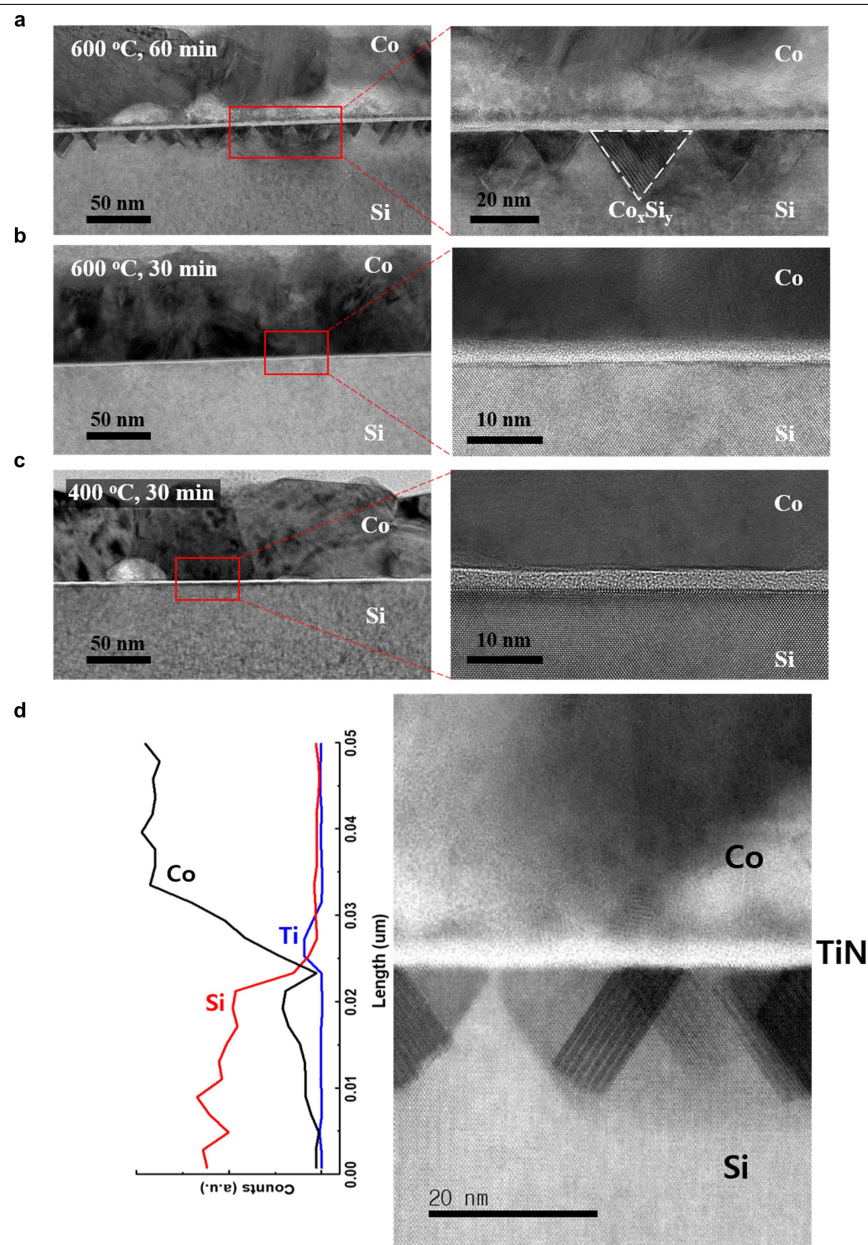 a
600 °C, 60 min
Co
50 nm
Si
Co
20 nm
CoxSiy
Si
b
600 °C, 30 min
Co
50 nm
Si
Co
10 nm
Si
c
400 °C, 30 min
Co
50 nm
Si
Co
10 nm
Si
d
Co
Ti
Si
0.05
0.04
0.03
0.02
0.01
0.00
Length (um)
Counts (a.u.)
Co
TiN
Si
20 nm